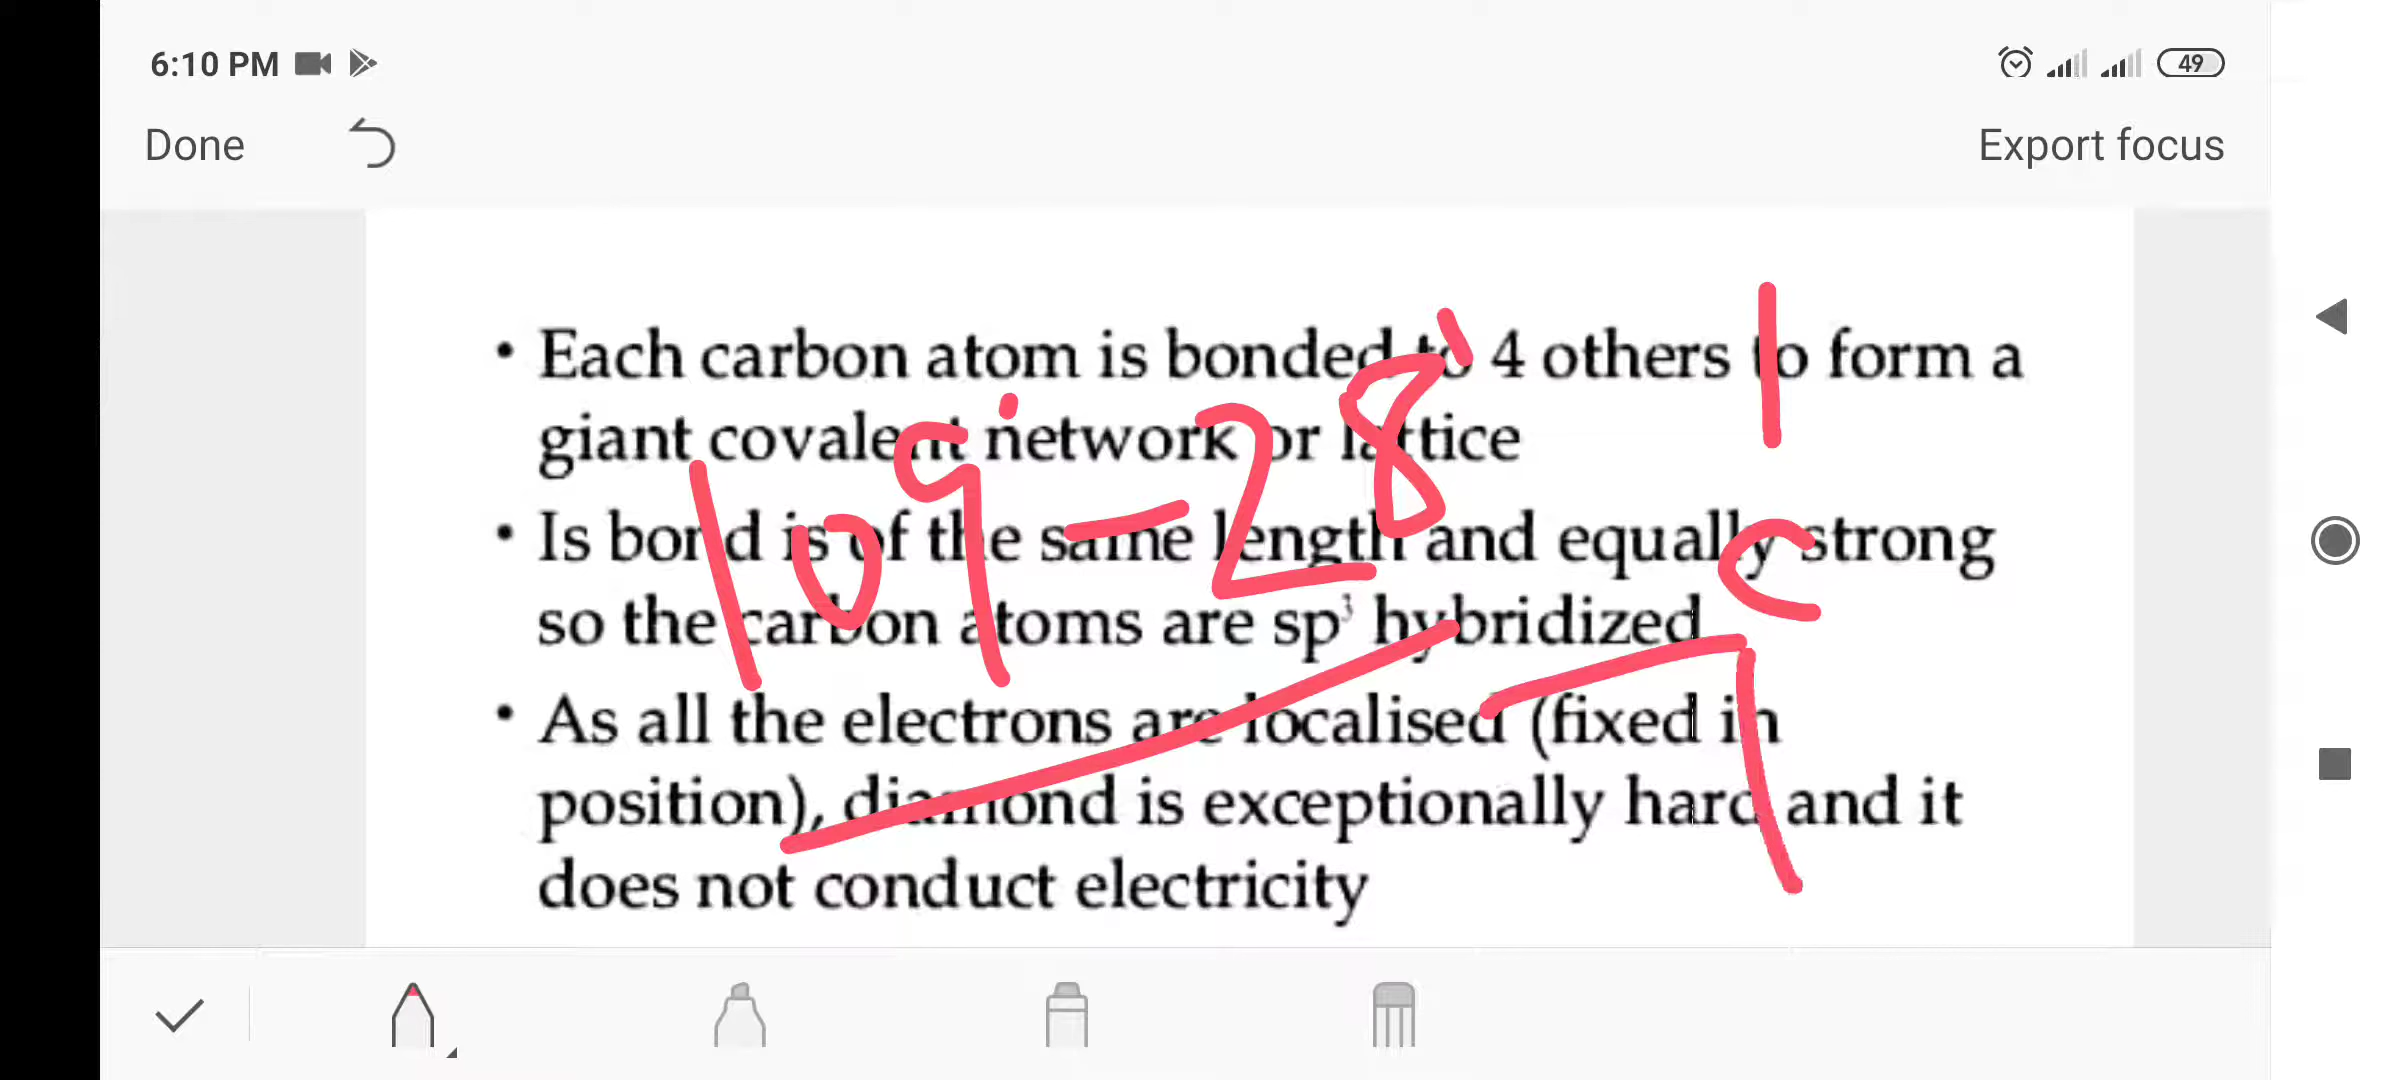 6:10 PM 49
Done Export focus
• Each carbon atom is bonded to 4 others to form a
giant covalent network or lattice
• Is bond is of the same length and equally strong
so the carbon atoms are sp³ hybridized
• As all the electrons are localised (fixed in
position), diamond is exceptionally hard and it
does not conduct electricity
109°-28'
C